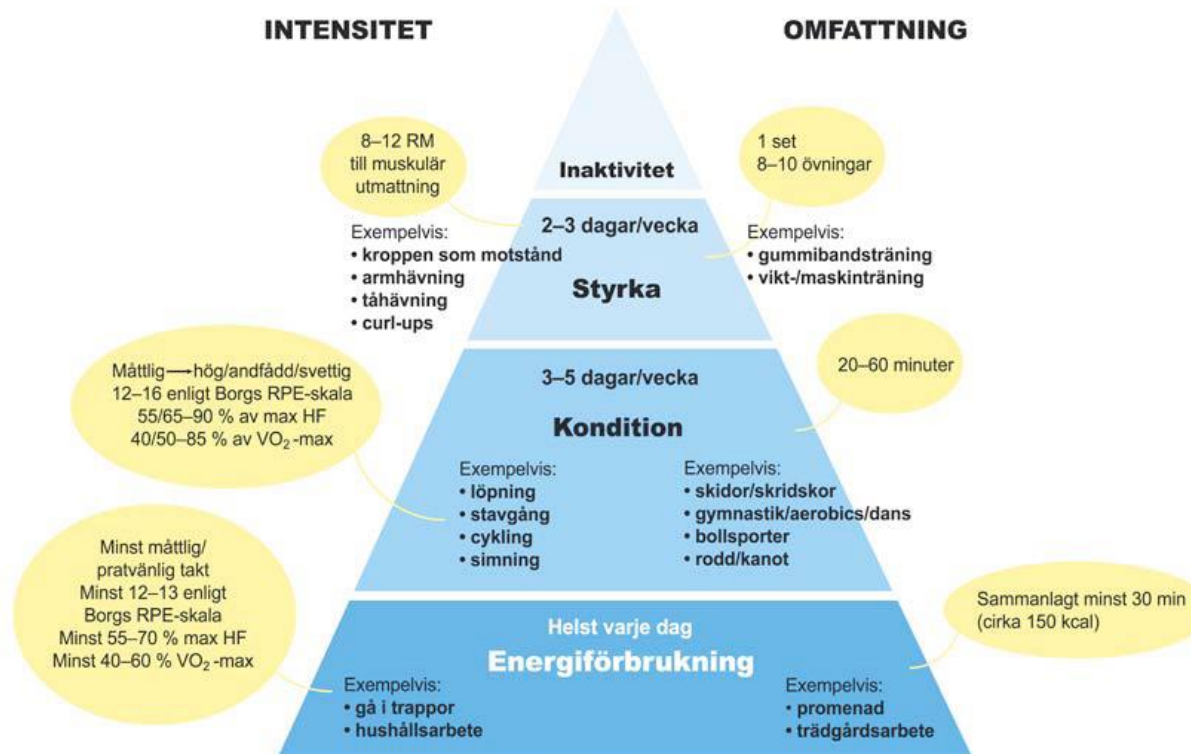 INTENSITET
OMFATTNING
8–12 RM
till muskulär
utmattning
1 set
8–10 övningar
Inaktivitet
2–3 dagar/vecka
Styrka
Exempelvis:
• kroppen som motstånd
• armhävning
• tåhävning
• curl-ups
Exempelvis:
• gummibandsträning
• vikt-/maskinträning
Måttlig→hög/andfådd/svettig
12–16 enligt Borgs RPE-skala
55/65–90 % av max HF
40/50–85 % av VO₂-max
20–60 minuter
3–5 dagar/vecka
Kondition
Exempelvis:
• löpning
• stavgång
• cykling
• simning
Exempelvis:
• skidor/skridskor
• gymnastik/aerobics/dans
• bollsporter
• rodd/kanot
Minst måttlig/
pratvänlig takt
Minst 12–13 enligt
Borgs RPE-skala
Minst 55–70 % max HF
Minst 40–60 % VO₂-max
Sammanlagt minst 30 min
(cirka 150 kcal)
Helst varje dag
Energiförbrukning
Exempelvis:
• gå i trappor
• hushållsarbete
Exempelvis:
• promenad
• trädgårdsarbete